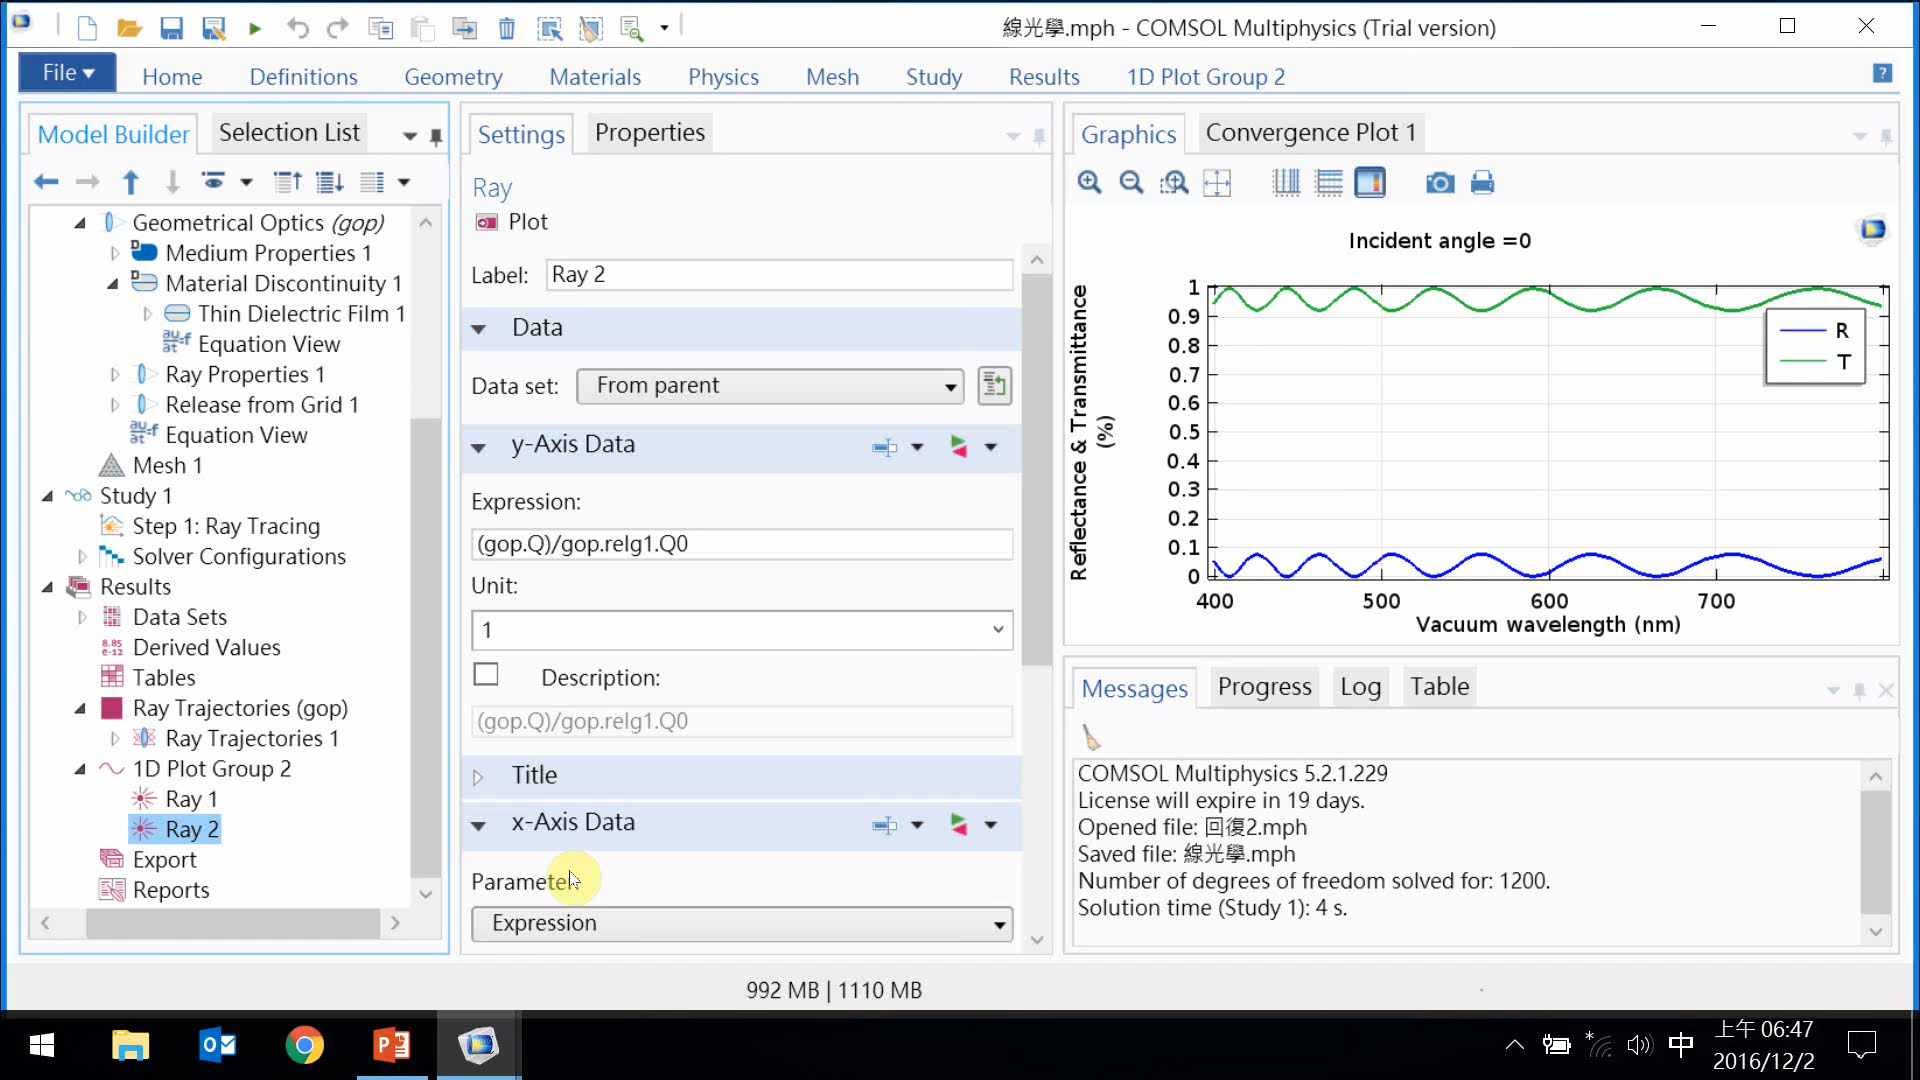 線光學.mph - COMSOL Multiphysics (Trial version)
File Home Definitions Geometry Materials Physics Mesh Study Results 1D Plot Group 2 ?
Model Builder Selection List
Geometrical Optics (gop)
D Medium Properties 1
D Material Discontinuity 1
Thin Dielectric Film 1
Equation View
Ray Properties 1
Release from Grid 1
Equation View
Mesh 1
Study 1
Step 1: Ray Tracing
Solver Configurations
Results
Data Sets
8.85
e-12 Derived Values
Tables
Ray Trajectories (gop)
Ray Trajectories 1
1D Plot Group 2
Ray 1
Ray 2
Export
Reports
Settings Properties
Ray
Plot
Label: Ray 2
Data
Data set: From parent
y-Axis Data
Expression:
(gop.Q)/gop.relg1.Q0
Unit:
1
Description:
(gop.Q)/gop.relg1.Q0
Title
x-Axis Data
Parameter
Expression
Graphics Convergence Plot 1
Incident angle =0
Reflectance & Transmittance
(%)
1
0.9
0.8
0.7
0.6
0.5
0.4
0.3
0.2
0.1
0
R
T
400 500 600 700
Vacuum wavelength (nm)
Messages Progress Log Table
COMSOL Multiphysics 5.2.1.229
License will expire in 19 days.
Opened file: 回復2.mph
Saved file: 線光學.mph
Number of degrees of freedom solved for: 1200.
Solution time (Study 1): 4 s.
992 MB | 1110 MB
中
上午 06:47
2016/12/2